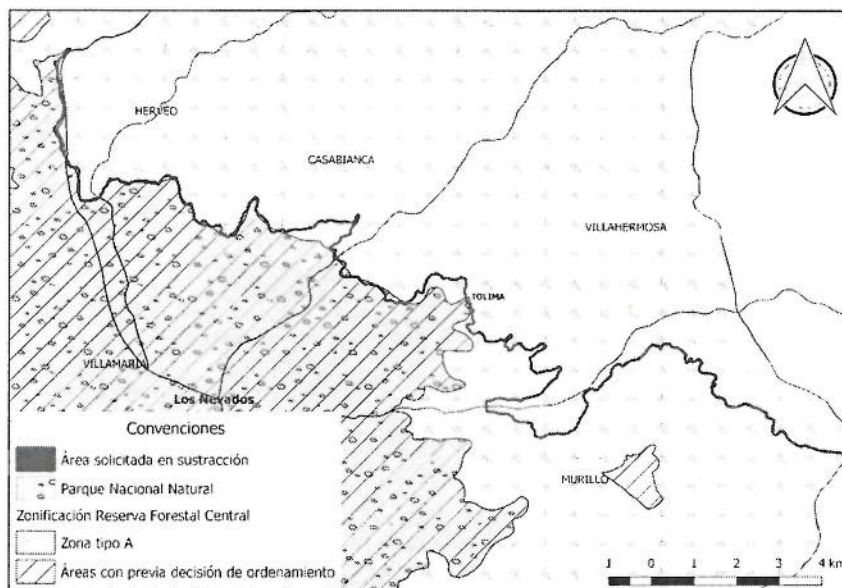 HERVEO
CASABIANCA
VILLAHERMOSA
TOLIMA
VILLAMARIA
Los Nevados
MURILLO
Convenciones
Área solicitada en sustracción
Parque Nacional Natural
Zonificación Reserva Forestal Central
Zona tipo A
Áreas con previa decisión de ordenamiento
1 0 1 2 3 4 km